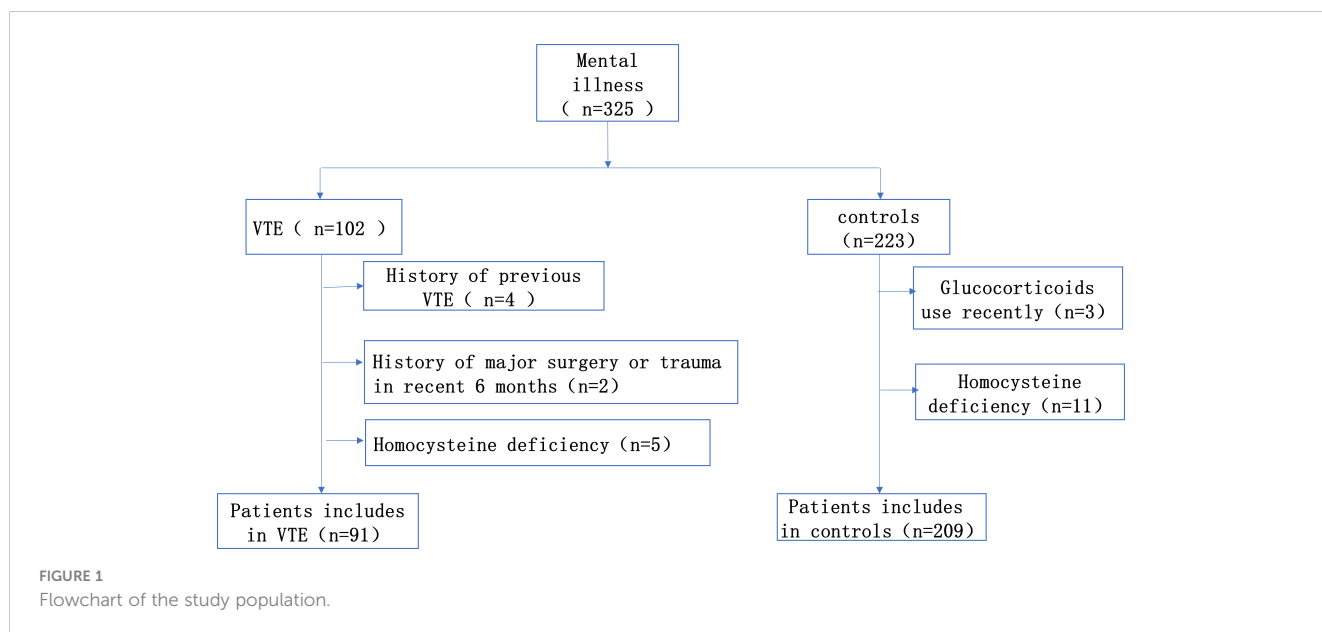 Mental
illness
( n=325 )
VTE ( n=102 )
controls
(n=223)
History of previous
VTE ( n=4 )
Glucocorticoids
use recently (n=3)
History of major surgery or trauma
in recent 6 months (n=2)
Homocysteine
deficiency (n=11)
Homocysteine deficiency (n=5)
Patients includes
in VTE (n=91)
Patients includes
in controls (n=209)
FIGURE 1
Flowchart of the study population.